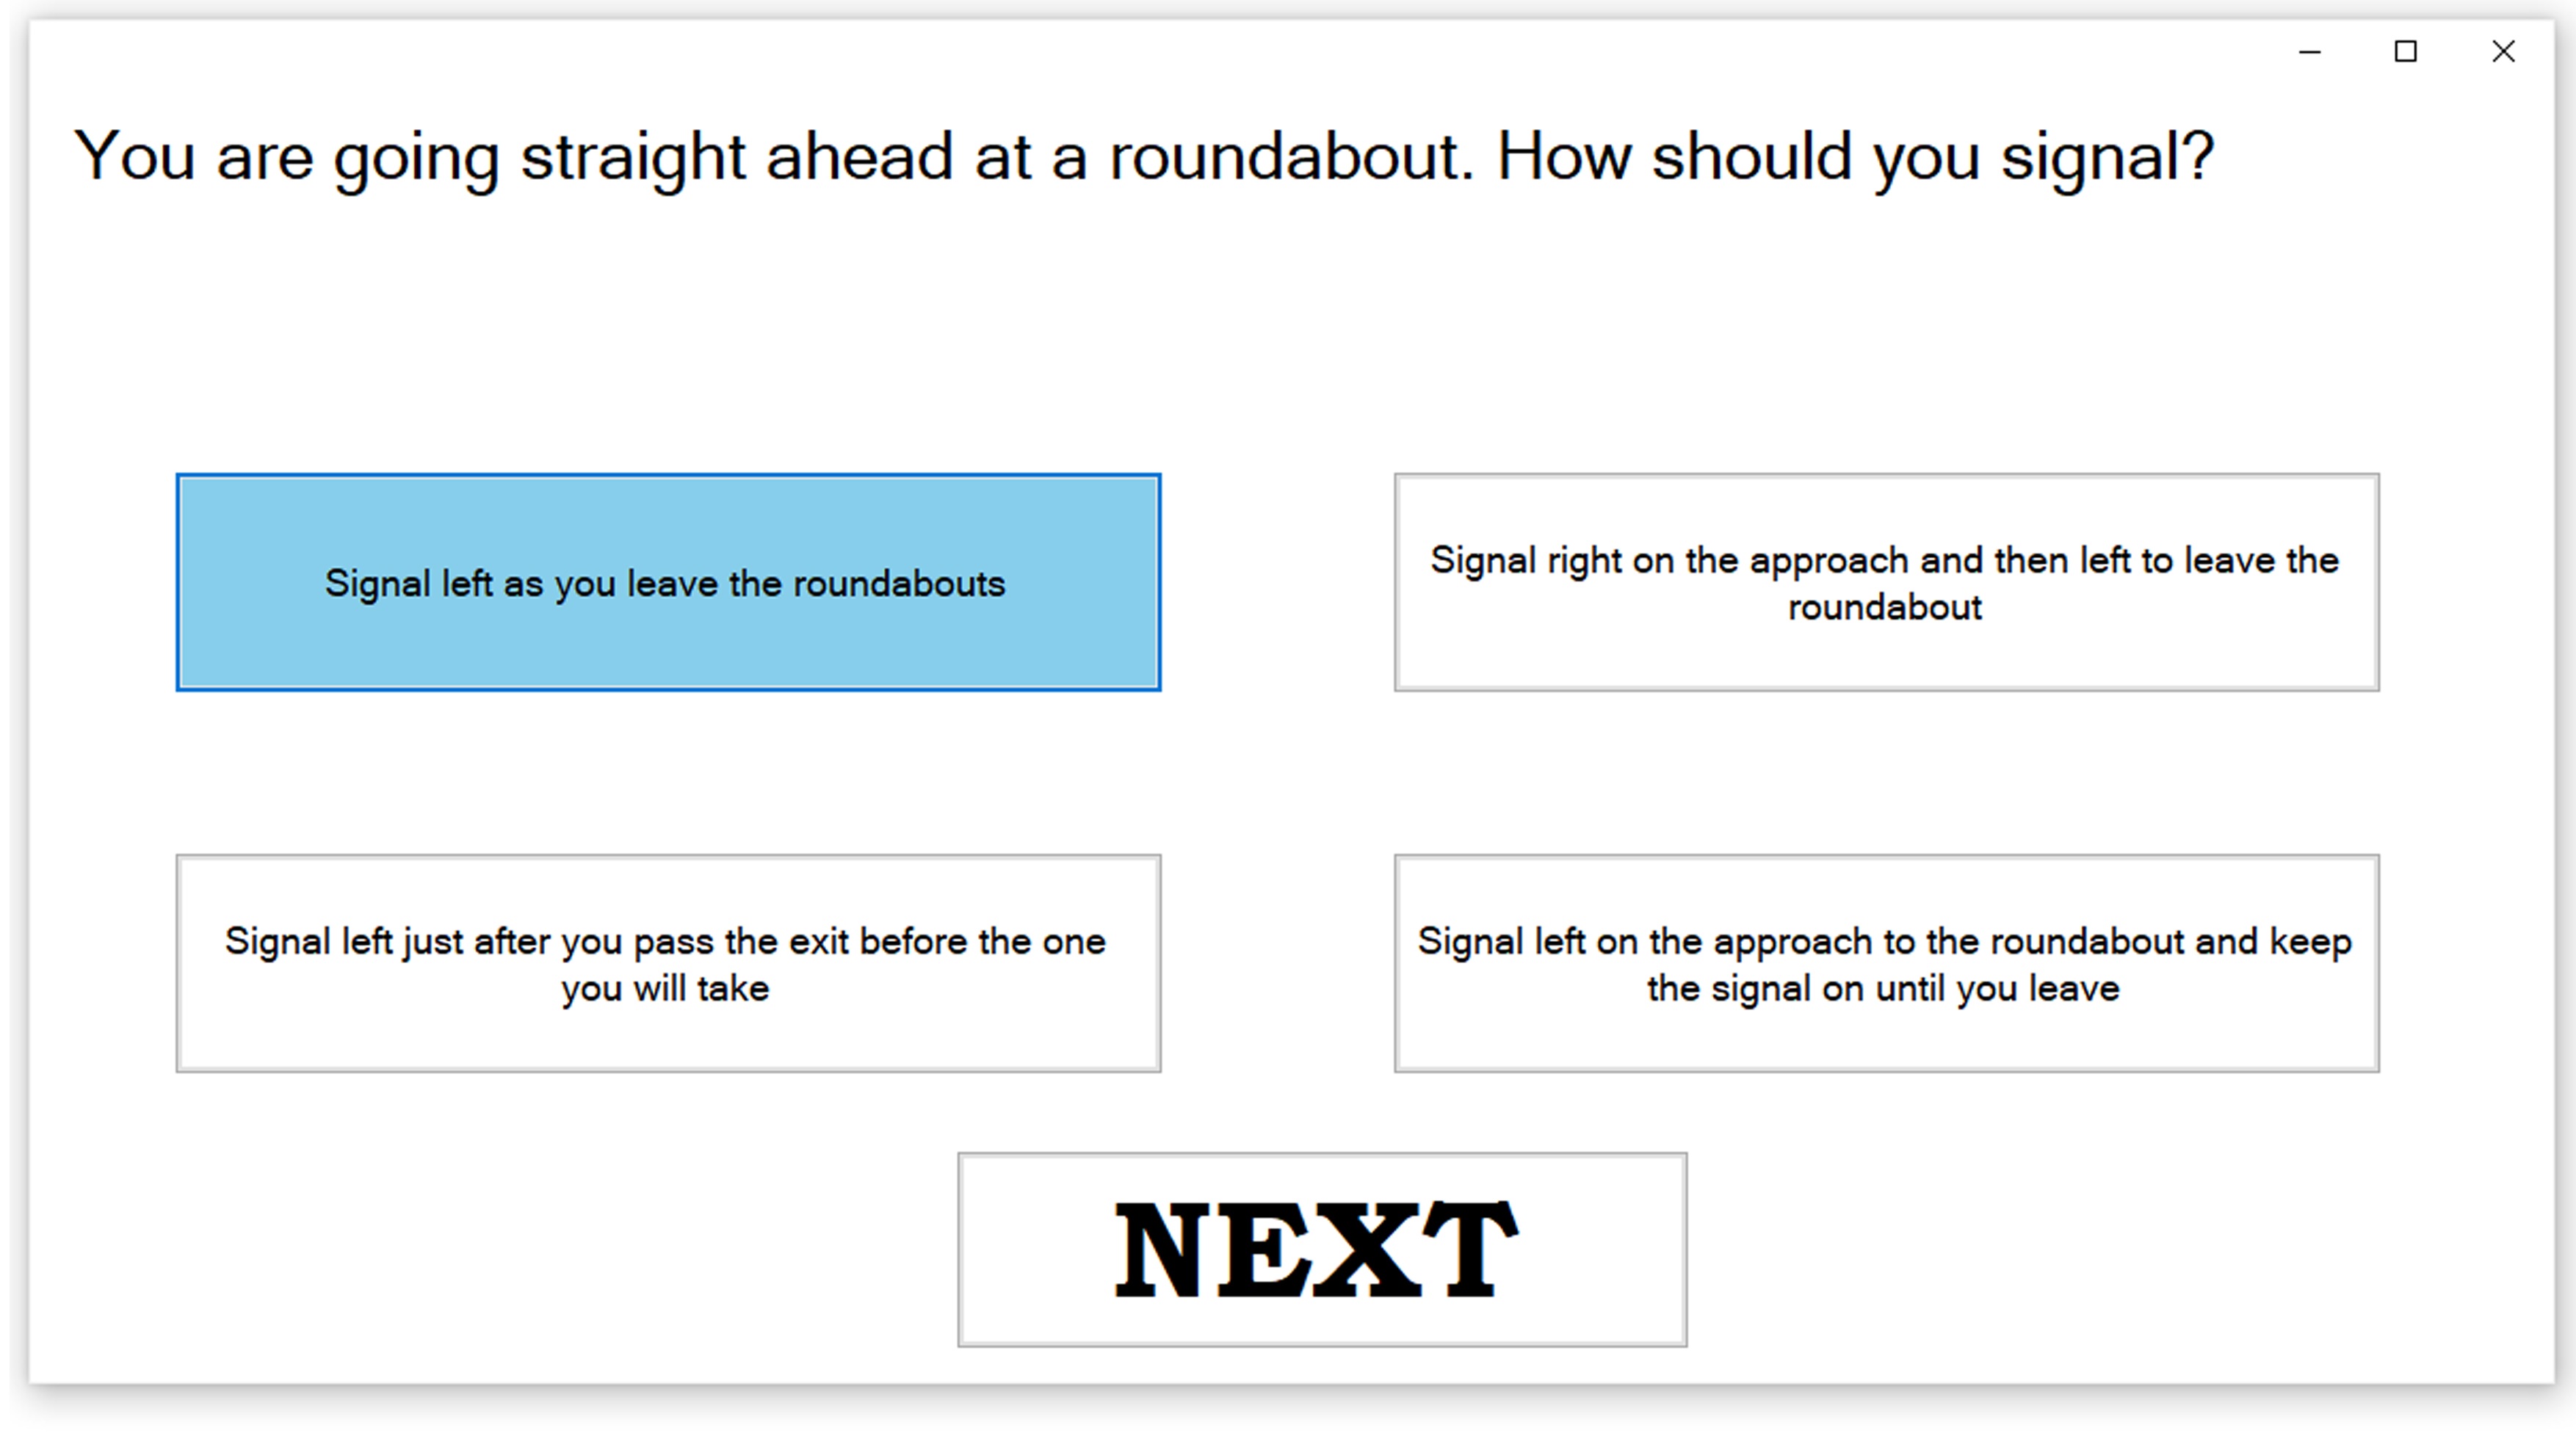 You are going straight ahead at a roundabout. How should you signal?
Signal left as you leave the roundabouts
Signal right on the approach and then left to leave the
roundabout
Signal left just after you pass the exit before the one
you will take
Signal left on the approach to the roundabout and keep
the signal on until you leave
NEXT